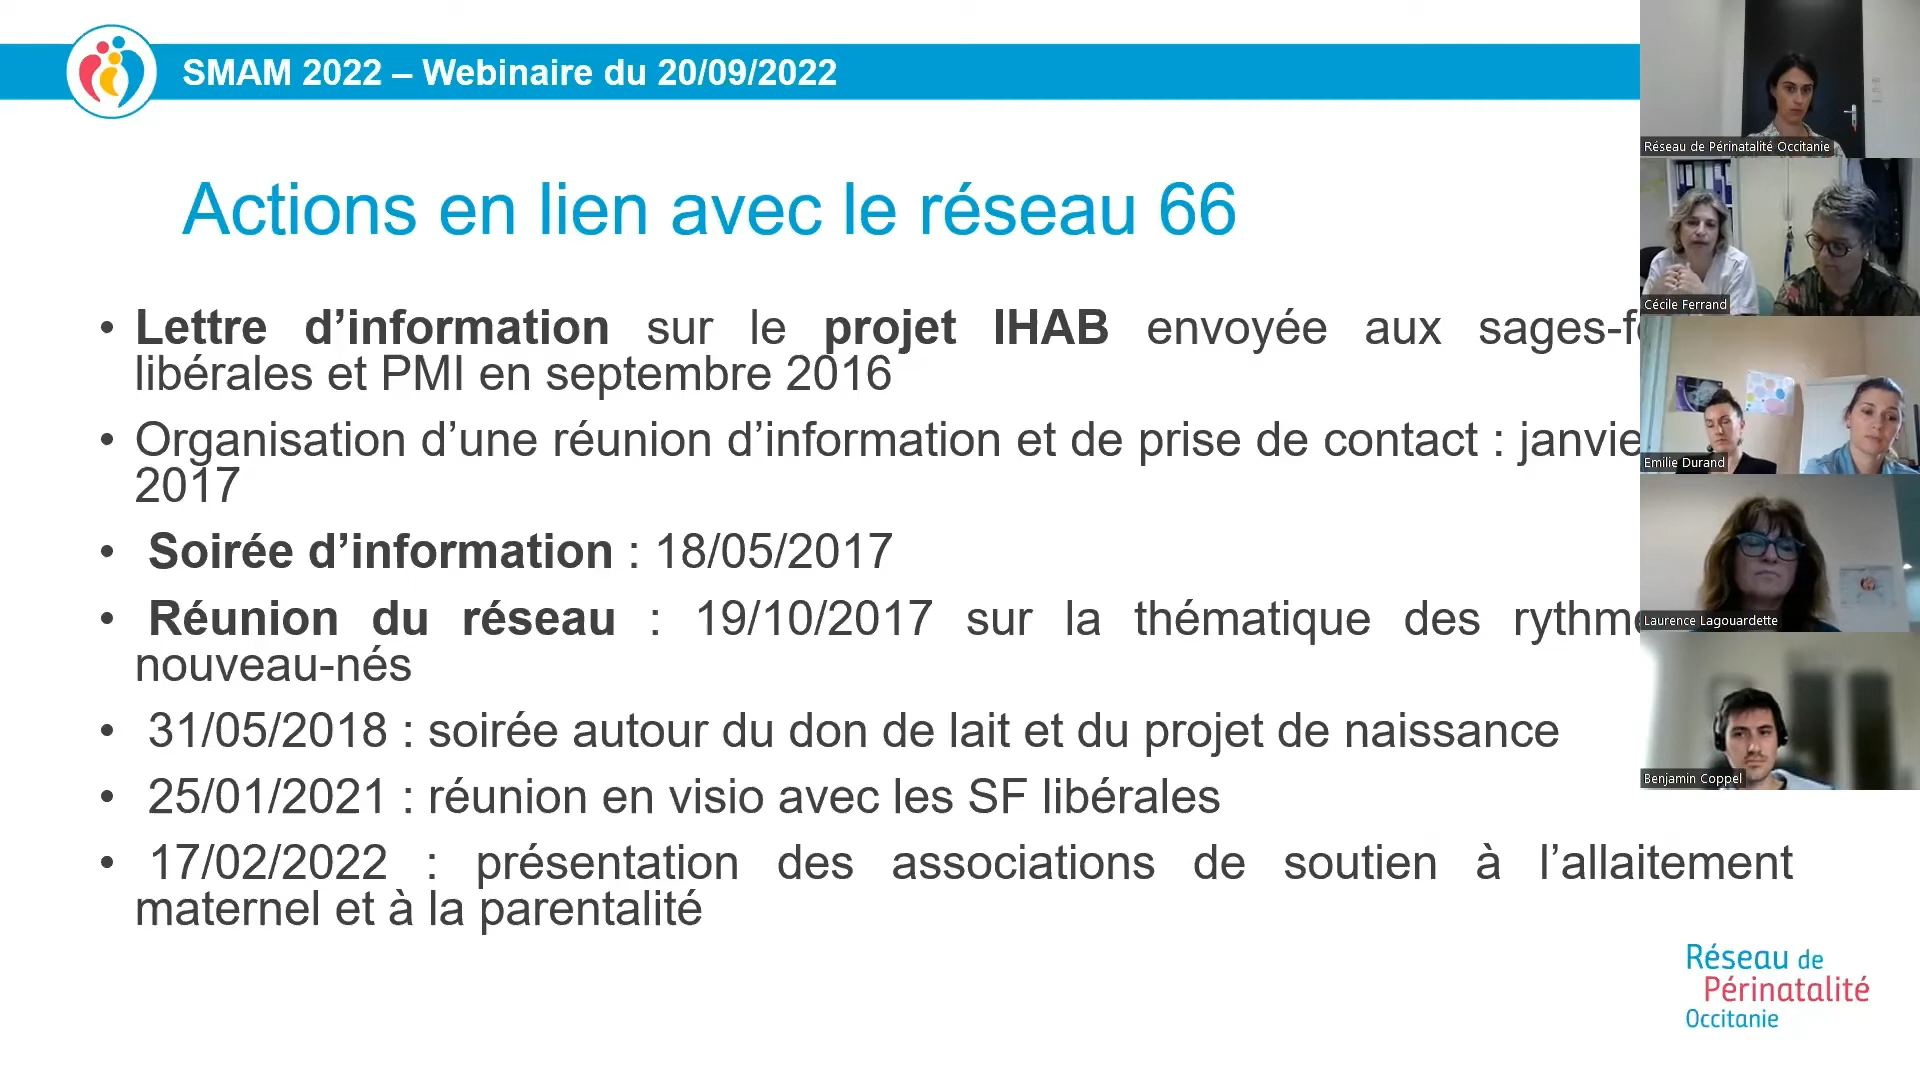 SMAM 2022 – Webinaire du 20/09/2022
Actions en lien avec le réseau 66
• Lettre d’information sur le projet IHAB envoyée aux
libérales et PMI en septembre 2016
• Organisation d’une réunion d’information et de prise de contact :
2017
• Soirée d’information : 18/05/2017
• Réunion du réseau : 19/10/2017 sur la thématique des
nouveau-nés
• 31/05/2018 : soirée autour du don de lait et du projet de naissance
• 25/01/2021 : réunion en visio avec les SF libérales
• 17/02/2022 : présentation des associations de soutien à l’allaitement
maternel et à la parentalité
Réseau de Périnatalité Occitanie
Cécile Ferrand
Emilie Durand
Laurence Lagouardette
Benjamin Coppel
Réseau de
Périnatalité
Occitanie